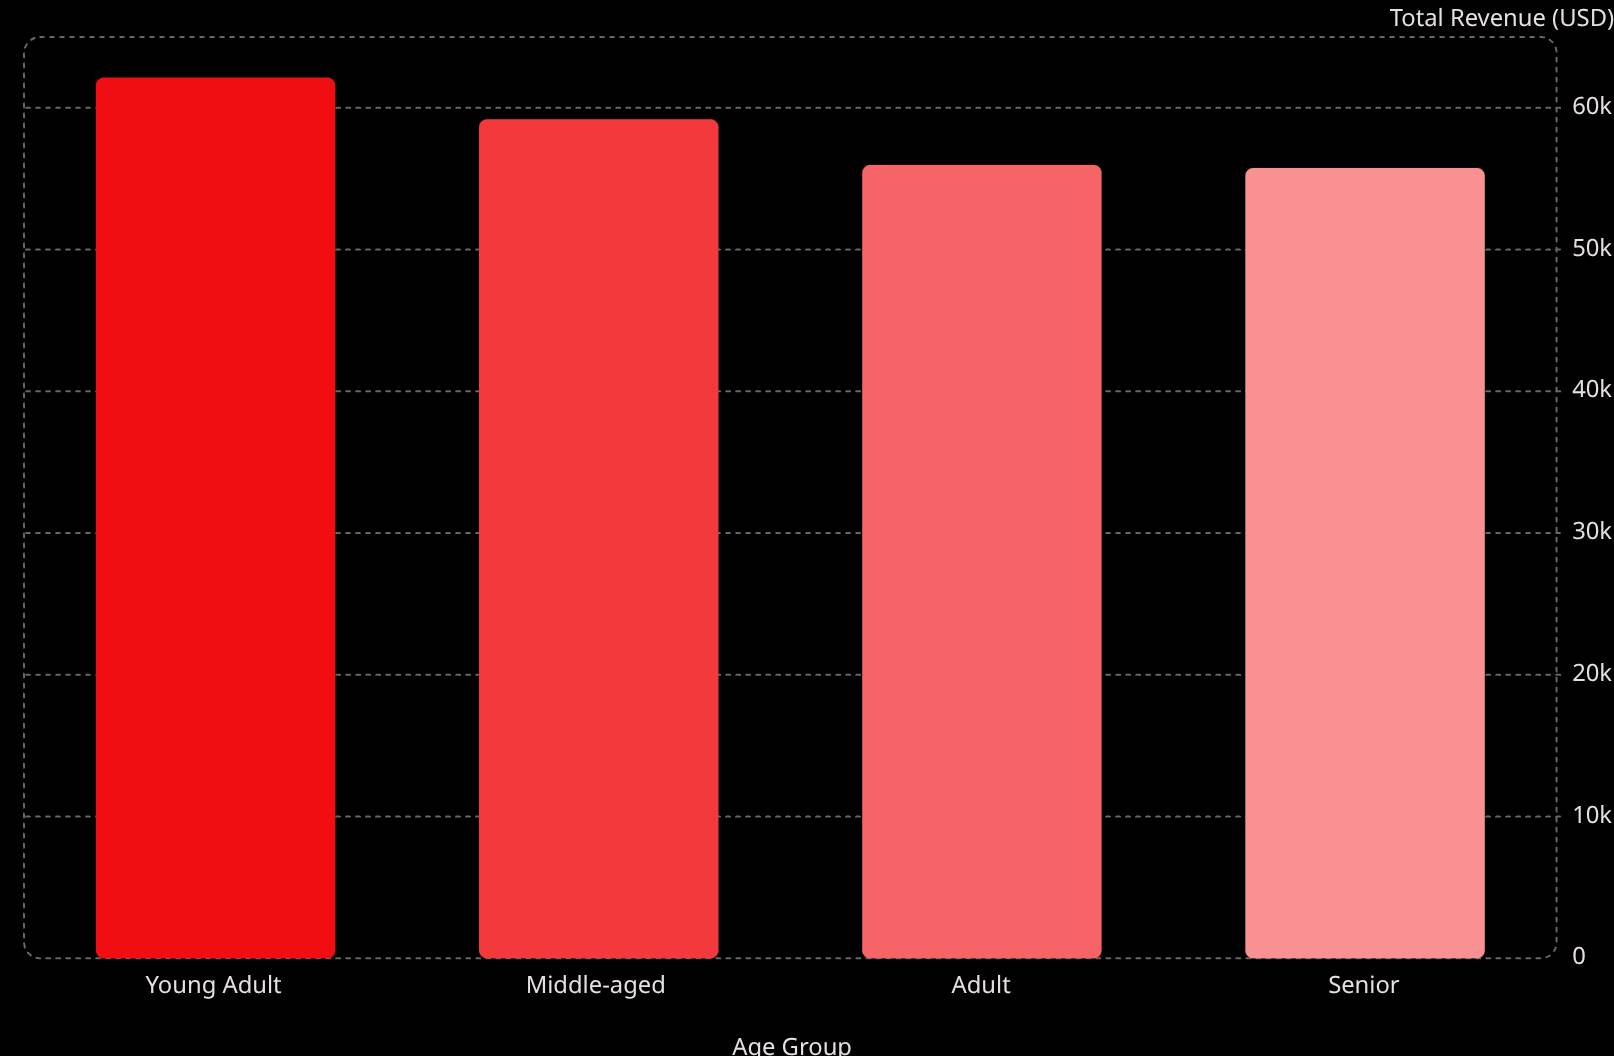 Total Revenue (USD)
60k
50k
40k
30k
20k
10k
0
Young Adult
Middle-aged
Adult
Senior
Age Group